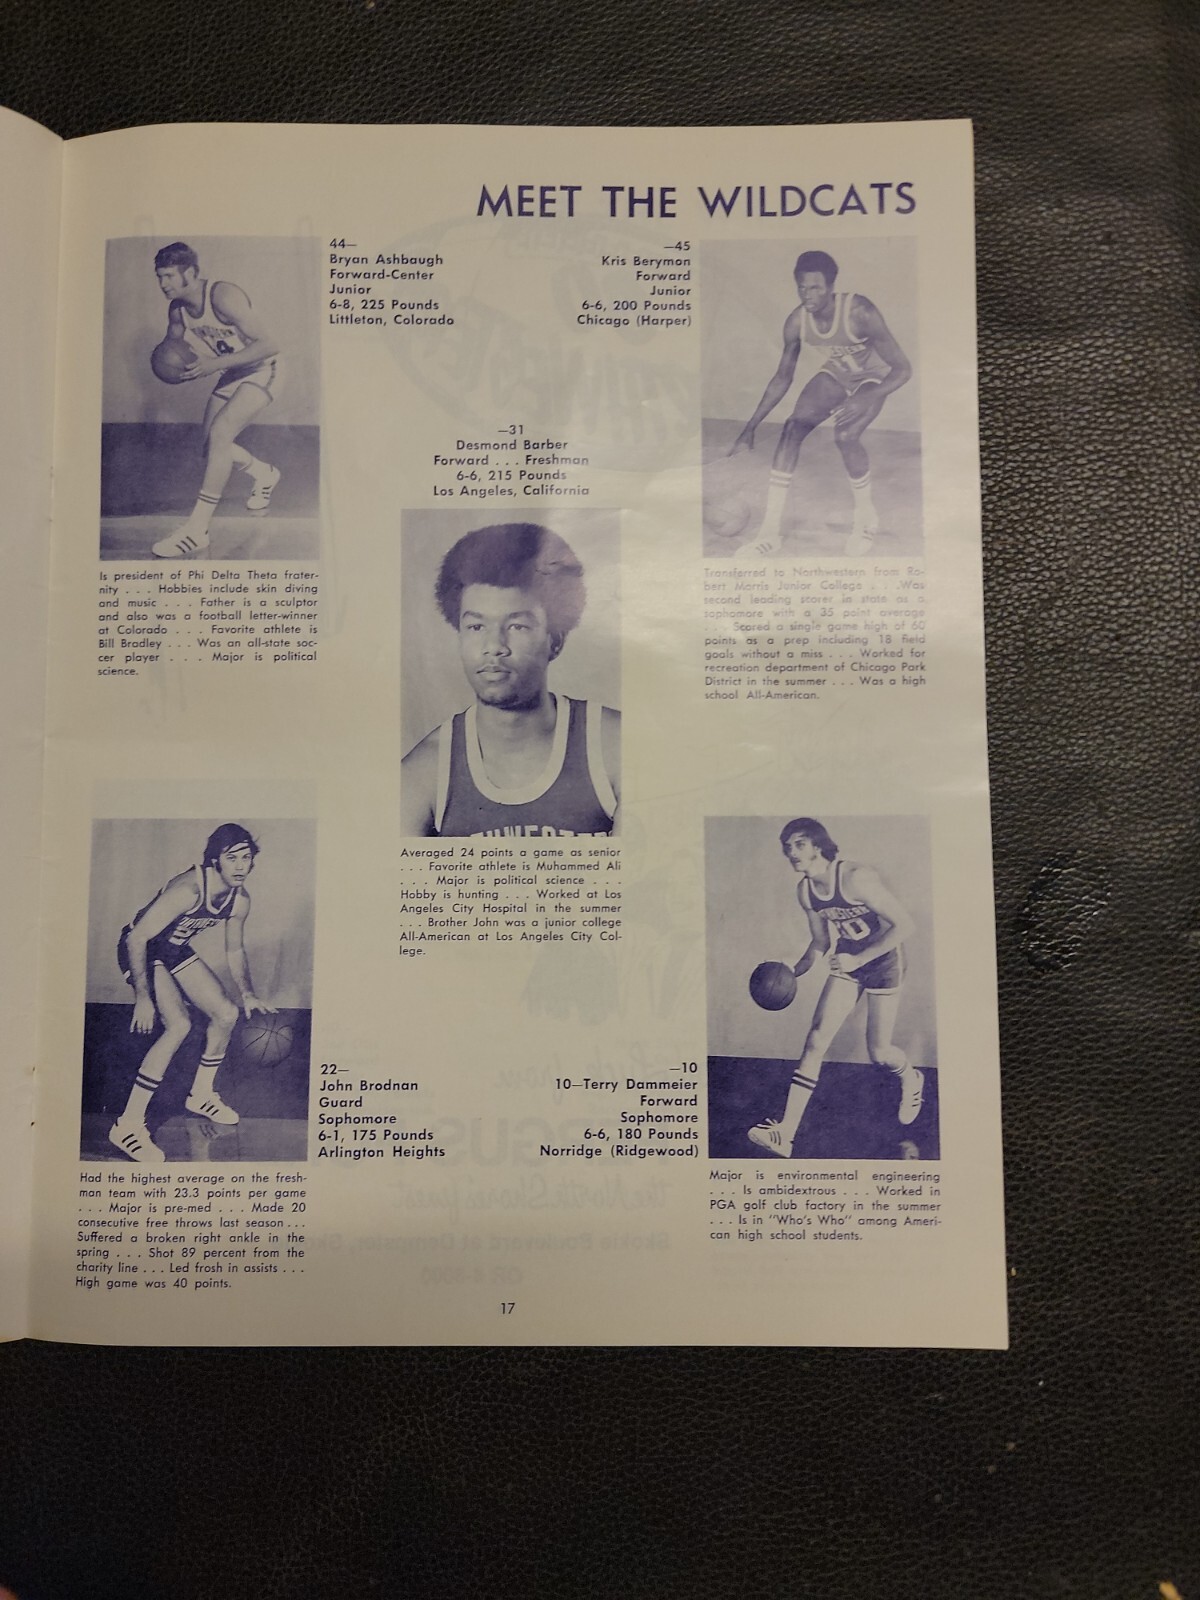 MEET THE WILDCATS
44—
Bryan Ashbaugh
Forward-Center
Junior
6-8, 225 Pounds
Littleton, Colorado
Is president of Phi Delta Theta frater-
nity . . . Hobbies include skin diving
and music . . . Father is a sculptor
and also was a football letter-winner
at Colorado . . . Favorite athlete is
Bill Bradley . . . Was an all-state soc-
cer player . . . Major is political
science.
—45
Kris Berymon
Forward
Junior
6-6, 200 Pounds
Chicago (Harper)
Transferred to Northwestern from Ro-
bert Morris Junior College . . . Was
second leading scorer in state as a
sophomore with a 35 point average
. . . Scored a single game high of 60
points as a prep including 18 field
goals without a miss . . . Worked for
recreation department of Chicago Park
District in the summer . . . Was a high
school All-American.
—31
Desmond Barber
Forward . . . Freshman
6-6, 215 Pounds
Los Angeles, California
Averaged 24 points a game as senior
. . . Favorite athlete is Muhammed Ali
. . . Major is political science . . .
Hobby is hunting . . . Worked at Los
Angeles City Hospital in the summer
. . . Brother John was a junior college
All-American at Los Angeles City Col-
lege.
22—
John Brodnan
Guard
Sophomore
6-1, 175 Pounds
Arlington Heights
Had the highest average on the fresh-
man team with 23.3 points per game
. . . Major is pre-med . . . Made 20
consecutive free throws last season . . .
Suffered a broken right ankle in the
spring . . . Shot 89 percent from the
charity line . . . Led frosh in assists . . .
High game was 40 points.
—10
10—Terry Dammeier
Forward
Sophomore
6-6, 180 Pounds
Norridge (Ridgewood)
Major is environmental engineering
. . . Is ambidextrous . . . Worked in
PGA golf club factory in the summer
. . . Is in "Who's Who" among Ameri-
can high school students.
17